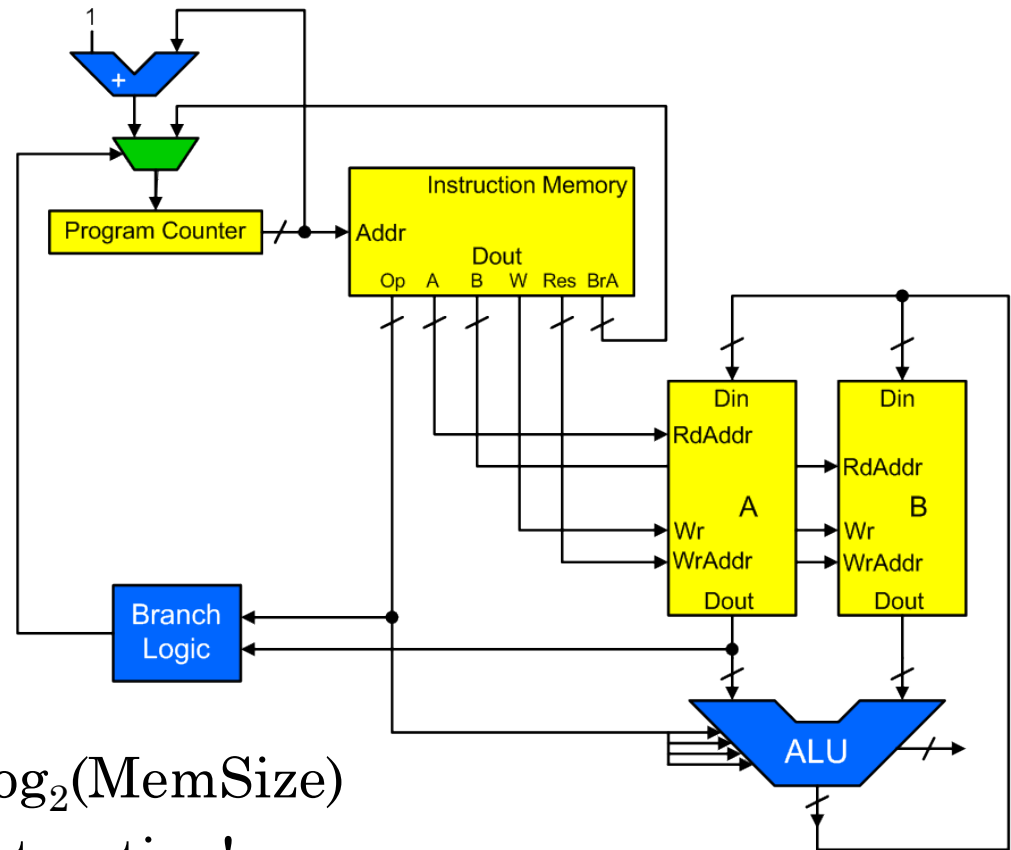 1
+
Program Counter
Instruction Memory
Addr
Dout
Op A B W Res BrA
Din
RdAddr
A
Wr
WrAddr
Dout
Din
RdAddr
B
Wr
WrAddr
Dout
Branch
Logic
ALU
og₂(MemSize)